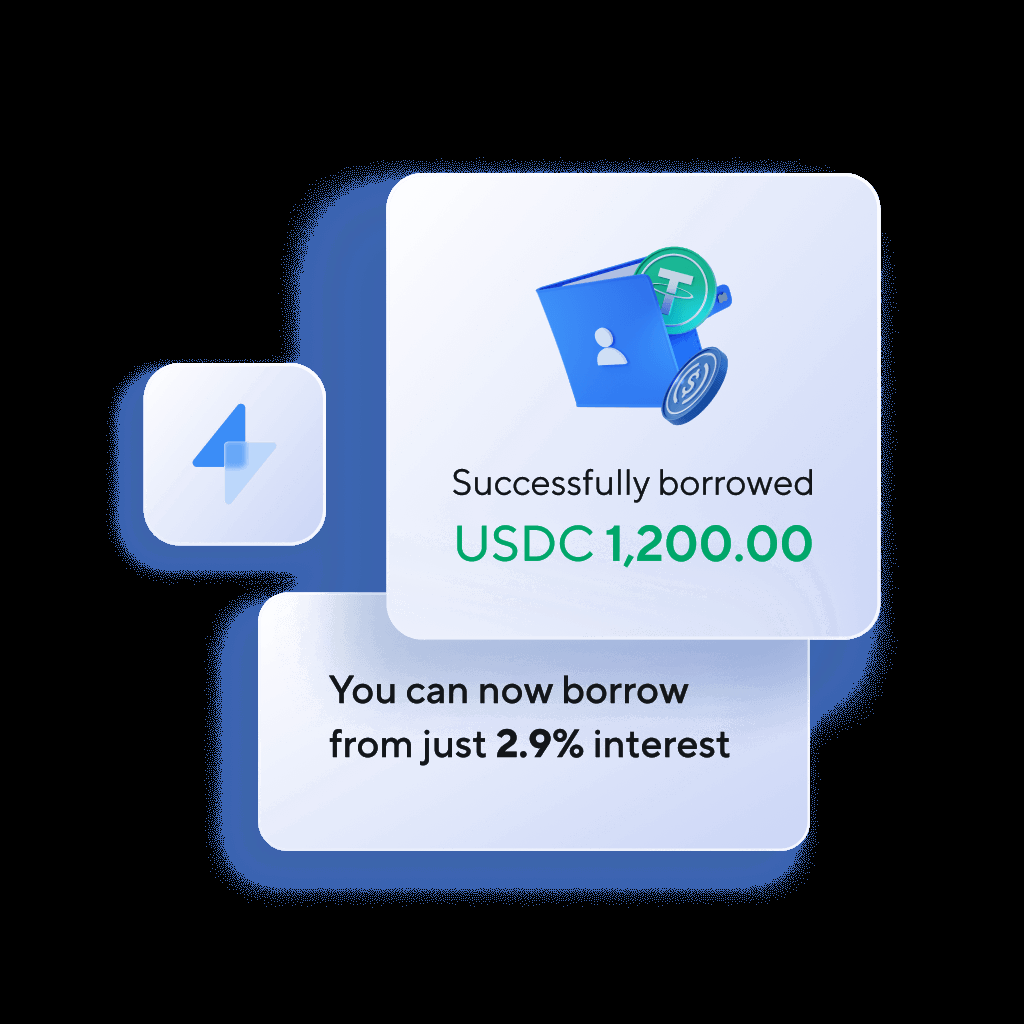 Successfully borrowed
USDC 1,200.00
You can now borrow
from just 2.9% interest